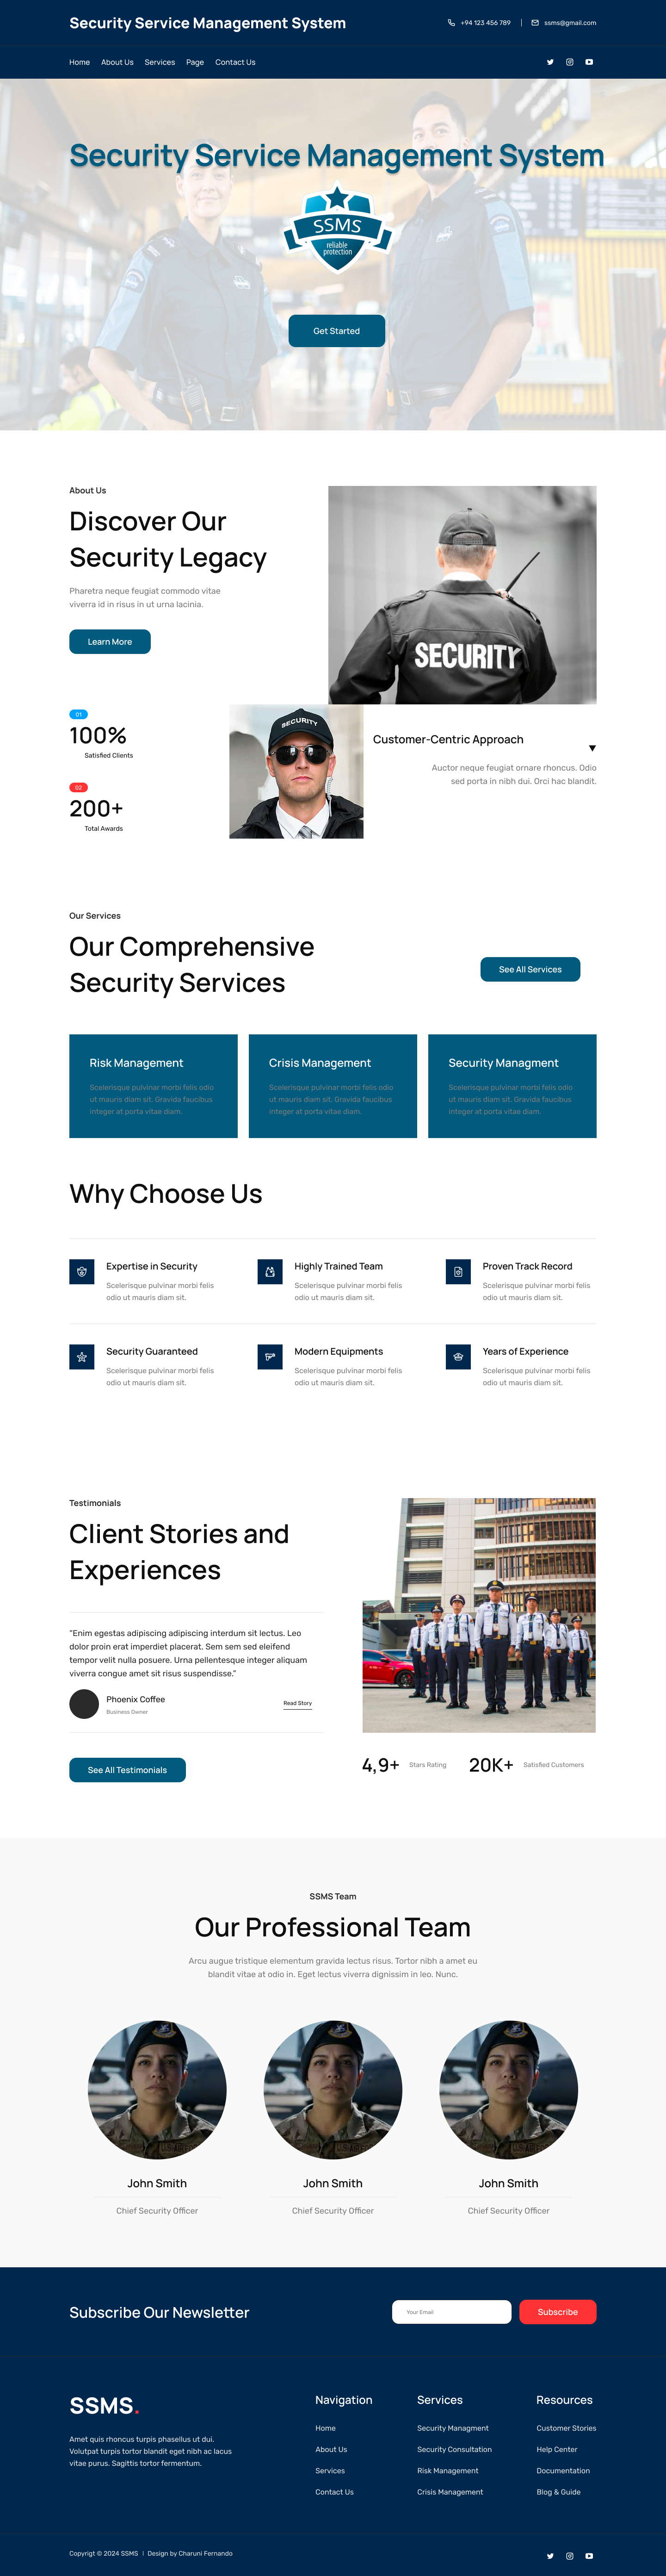 Security Service Management System
+94 123 456 789
ssms@gmail.com
Home About Us Services Page Contact Us
Security Service Management System
SSMS
reliable
protection
Get Started
About Us
Discover Our
Security Legacy
Pharetra neque feugiat commodo vitae
viverra id in risus in ut urna lacinia.
Learn More
SECURITY
01
100%
Satisfied Clients
02
200+
Total Awards
SECURITY
Customer-Centric Approach
Auctor neque feugiat ornare rhoncus. Odio
sed porta in nibh dui. Orci hac blandit.
Our Services
Our Comprehensive
Security Services
See All Services
Risk Management
Scelerisque pulvinar morbi felis odio
ut mauris diam sit. Gravida faucibus
integer at porta vitae diam.
Crisis Management
Scelerisque pulvinar morbi felis odio
ut mauris diam sit. Gravida faucibus
integer at porta vitae diam.
Security Managment
Scelerisque pulvinar morbi felis odio
ut mauris diam sit. Gravida faucibus
integer at porta vitae diam.
Why Choose Us
Expertise in Security
Scelerisque pulvinar morbi felis
odio ut mauris diam sit.
Highly Trained Team
Scelerisque pulvinar morbi felis
odio ut mauris diam sit.
Proven Track Record
Scelerisque pulvinar morbi felis
odio ut mauris diam sit.
Security Guaranteed
Scelerisque pulvinar morbi felis
odio ut mauris diam sit.
Modern Equipments
Scelerisque pulvinar morbi felis
odio ut mauris diam sit.
Years of Experience
Scelerisque pulvinar morbi felis
odio ut mauris diam sit.
Testimonials
Client Stories and
Experiences
"Enim egestas adipiscing adipiscing interdum sit lectus. Leo
dolor proin erat imperdiet placerat. Sem sem sed eleifend
tempor velit nulla posuere. Urna pellentesque integer aliquam
viverra congue amet sit risus suspendisse."
Phoenix Coffee
Business Owner
Read Story
See All Testimonials
4,9+
Stars Rating
20K+
Satisfied Customers
SSMS Team
Our Professional Team
Arcu augue tristique elementum gravida lectus risus. Tortor nibh a amet eu
blandit vitae at odio in. Eget lectus viverra dignissim in leo. Nunc.
John Smith
Chief Security Officer
John Smith
Chief Security Officer
John Smith
Chief Security Officer
Subscribe Our Newsletter
Your Email
Subscribe
SSMS.
Amet quis rhoncus turpis phasellus ut dui.
Volutpat turpis tortor blandit eget nibh ac lacus
vitae purus. Sagittis tortor fermentum.
Navigation
Home
About Us
Services
Contact Us
Services
Security Managment
Security Consultation
Risk Management
Crisis Management
Resources
Customer Stories
Help Center
Documentation
Blog & Guide
Copyrigt © 2024 SSMS | Design by Charuni Fernando